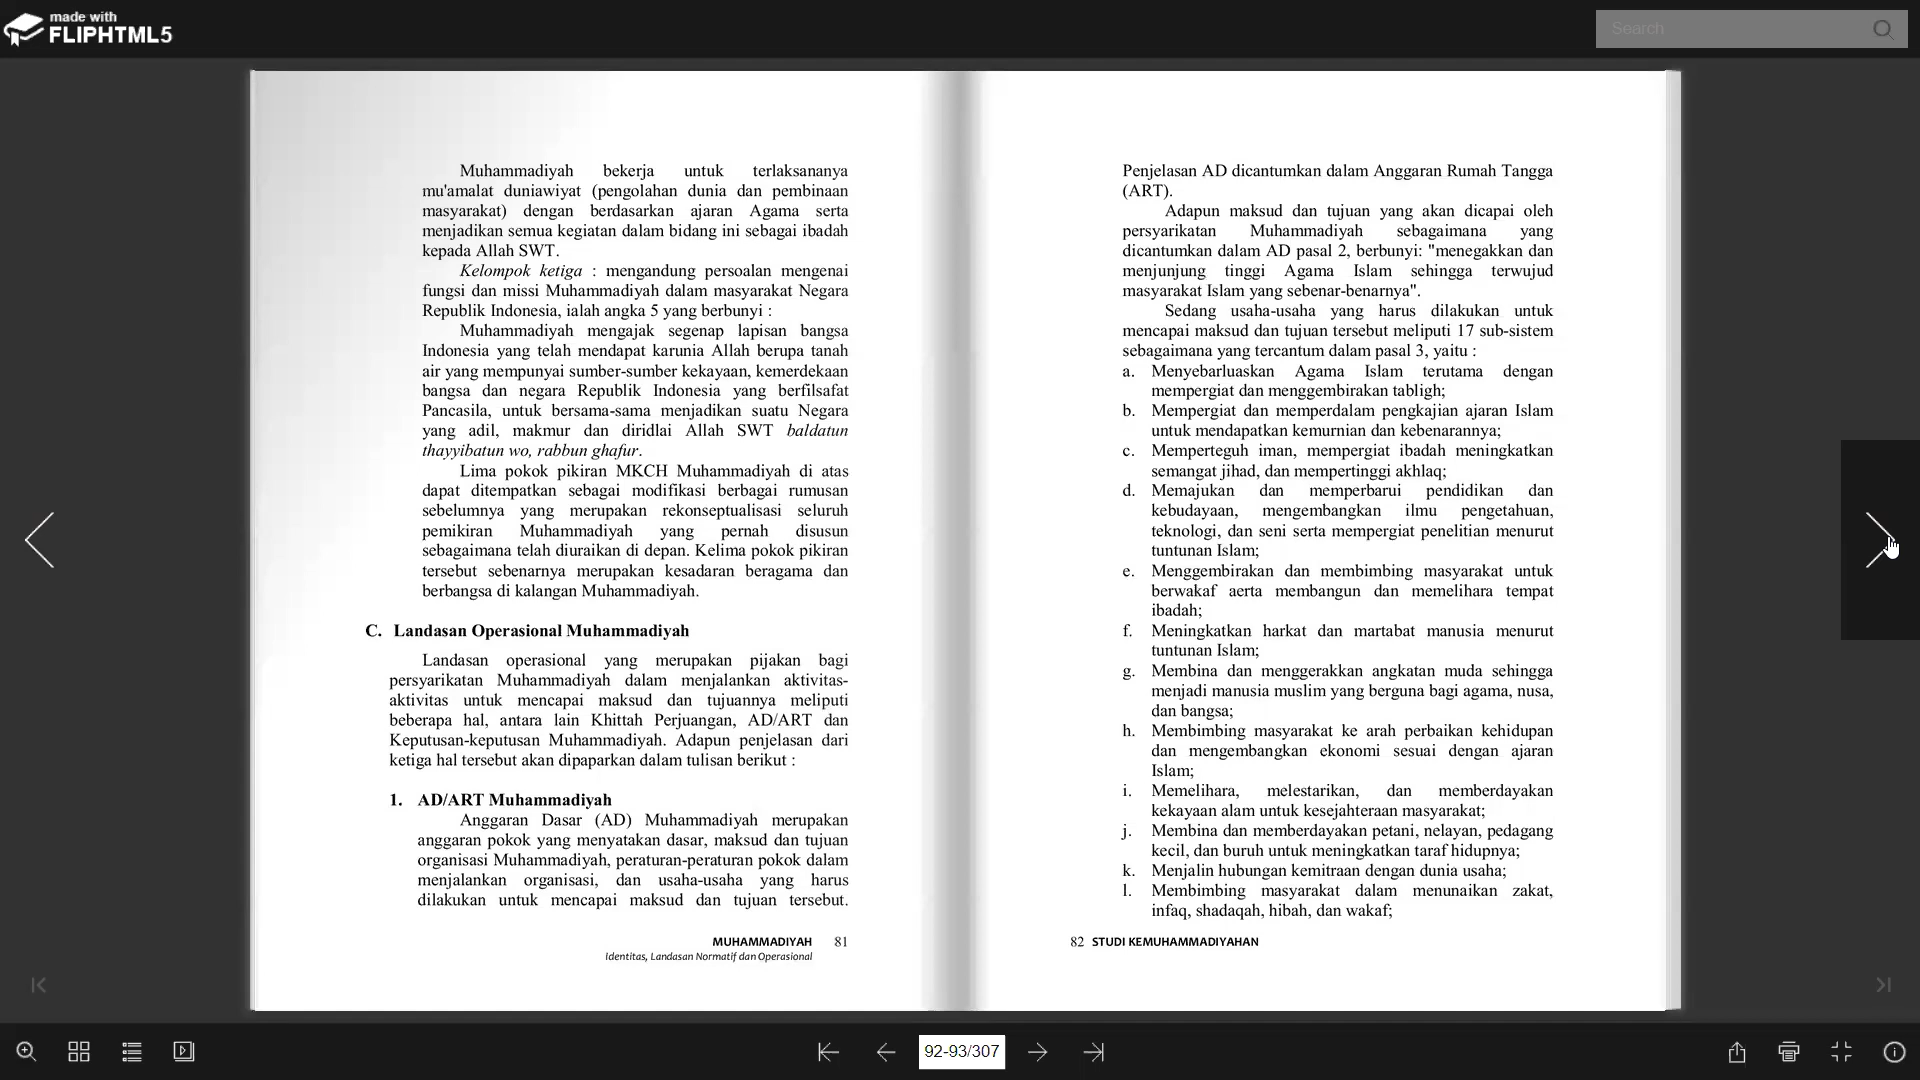 made with
FLIPHTML5
Search
Muhammadiyah bekerja untuk terlaksananya
mu'amalat duniawiyat (pengolahan dunia dan pembinaan
masyarakat) dengan berdasarkan ajaran Agama serta
menjadikan semua kegiatan dalam bidang ini sebagai ibadah
kepada Allah SWT.
Kelompok ketiga : mengandung persoalan mengenai
fungsi dan missi Muhammadiyah dalam masyarakat Negara
Republik Indonesia, ialah angka 5 yang berbunyi :
Muhammadiyah mengajak segenap lapisan bangsa
Indonesia yang telah mendapat karunia Allah berupa tanah
air yang mempunyai sumber-sumber kekayaan, kemerdekaan
bangsa dan negara Republik Indonesia yang berfilsafat
Pancasila, untuk bersama-sama menjadikan suatu Negara
yang adil, makmur dan diridlai Allah SWT baldatun
thayyibatun wo, rabbun ghafur.
Lima pokok pikiran MKCH Muhammadiyah di atas
dapat ditempatkan sebagai modifikasi berbagai rumusan
sebelumnya yang merupakan rekonseptualisasi seluruh
pemikiran Muhammadiyah yang pernah disusun
sebagaimana telah diuraikan di depan. Kelima pokok pikiran
tersebut sebenarnya merupakan kesadaran beragama dan
berbangsa di kalangan Muhammadiyah.
C. Landasan Operasional Muhammadiyah
Landasan operasional yang merupakan pijakan bagi
persyarikatan Muhammadiyah dalam menjalankan aktivitas-
aktivitas untuk mencapai maksud dan tujuannya meliputi
beberapa hal, antara lain Khittah Perjuangan, AD/ART dan
Keputusan-keputusan Muhammadiyah. Adapun penjelasan dari
ketiga hal tersebut akan dipaparkan dalam tulisan berikut :
1. AD/ART Muhammadiyah
Anggaran Dasar (AD) Muhammadiyah merupakan
anggaran pokok yang menyatakan dasar, maksud dan tujuan
organisasi Muhammadiyah, peraturan-peraturan pokok dalam
menjalankan organisasi, dan usaha-usaha yang harus
dilakukan untuk mencapai maksud dan tujuan tersebut.
MUHAMMADIYAH 81
Identitas, Landasan Normatif dan Operasional
Penjelasan AD dicantumkan dalam Anggaran Rumah Tangga
(ART).
Adapun maksud dan tujuan yang akan dicapai oleh
persyarikatan Muhammadiyah sebagaimana yang
dicantumkan dalam AD pasal 2, berbunyi: "menegakkan dan
menjunjung tinggi Agama Islam sehingga terwujud
masyarakat Islam yang sebenar-benarnya".
Sedang usaha-usaha yang harus dilakukan untuk
mencapai maksud dan tujuan tersebut meliputi 17 sub-sistem
sebagaimana yang tercantum dalam pasal 3, yaitu :
a. Menyebarluaskan Agama Islam terutama dengan
mempergiat dan menggembirakan tabligh;
b. Mempergiat dan memperdalam pengkajian ajaran Islam
untuk mendapatkan kemurnian dan kebenarannya;
c. Memperteguh iman, mempergiat ibadah meningkatkan
semangat jihad, dan mempertinggi akhlaq;
d. Memajukan dan memperbarui pendidikan dan
kebudayaan, mengembangkan ilmu pengetahuan,
teknologi, dan seni serta mempergiat penelitian menurut
tuntunan Islam;
e. Menggembirakan dan membimbing masyarakat untuk
berwakaf aerta membangun dan memelihara tempat
ibadah;
f. Meningkatkan harkat dan martabat manusia menurut
tuntunan Islam;
g. Membina dan menggerakkan angkatan muda sehingga
menjadi manusia muslim yang berguna bagi agama, nusa,
dan bangsa;
h. Membimbing masyarakat ke arah perbaikan kehidupan
dan mengembangkan ekonomi sesuai dengan ajaran
Islam;
i. Memelihara, melestarikan, dan memberdayakan
kekayaan alam untuk kesejahteraan masyarakat;
j. Membina dan memberdayakan petani, nelayan, pedagang
kecil, dan buruh untuk meningkatkan taraf hidupnya;
k. Menjalin hubungan kemitraan dengan dunia usaha;
l. Membimbing masyarakat dalam menunaikan zakat,
infaq, shadaqah, hibah, dan wakaf;
82 STUDI KEMUHAMMADIYAHAN
92-93/307